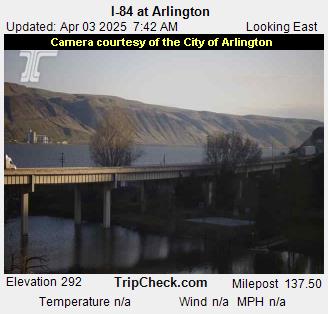 I-84 at Arlington
Updated: Apr 03 2025 7:42 AM Looking East
Camera courtesy of the City of Arlington
Elevation 292 TripCheck.com Milepost 137.50
Temperature n/a Wind n/a MPH n/a